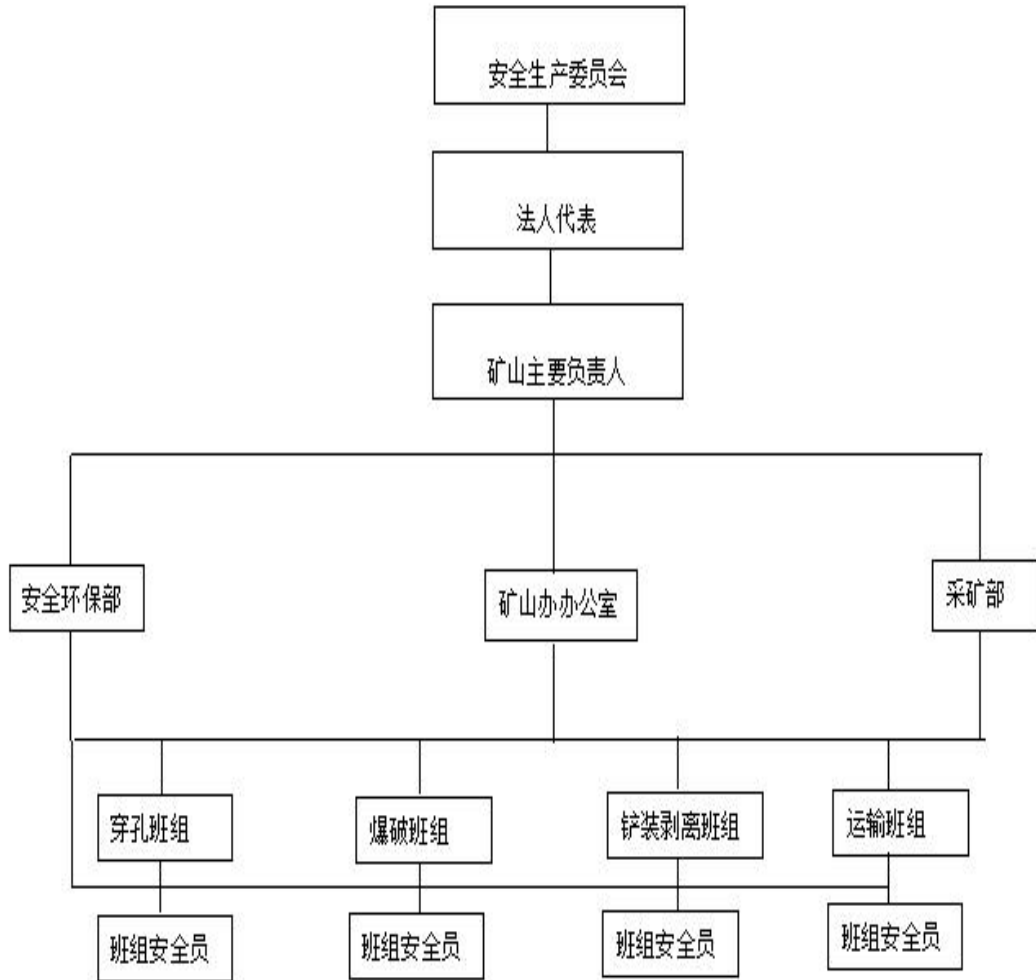 安全生产委员会
法人代表
矿山主要负责人
安全环保部
矿山办办公室
采矿部
穿孔班组
爆破班组
铲装剥离班组
运输班组
班组安全员
班组安全员
班组安全员
班组安全员